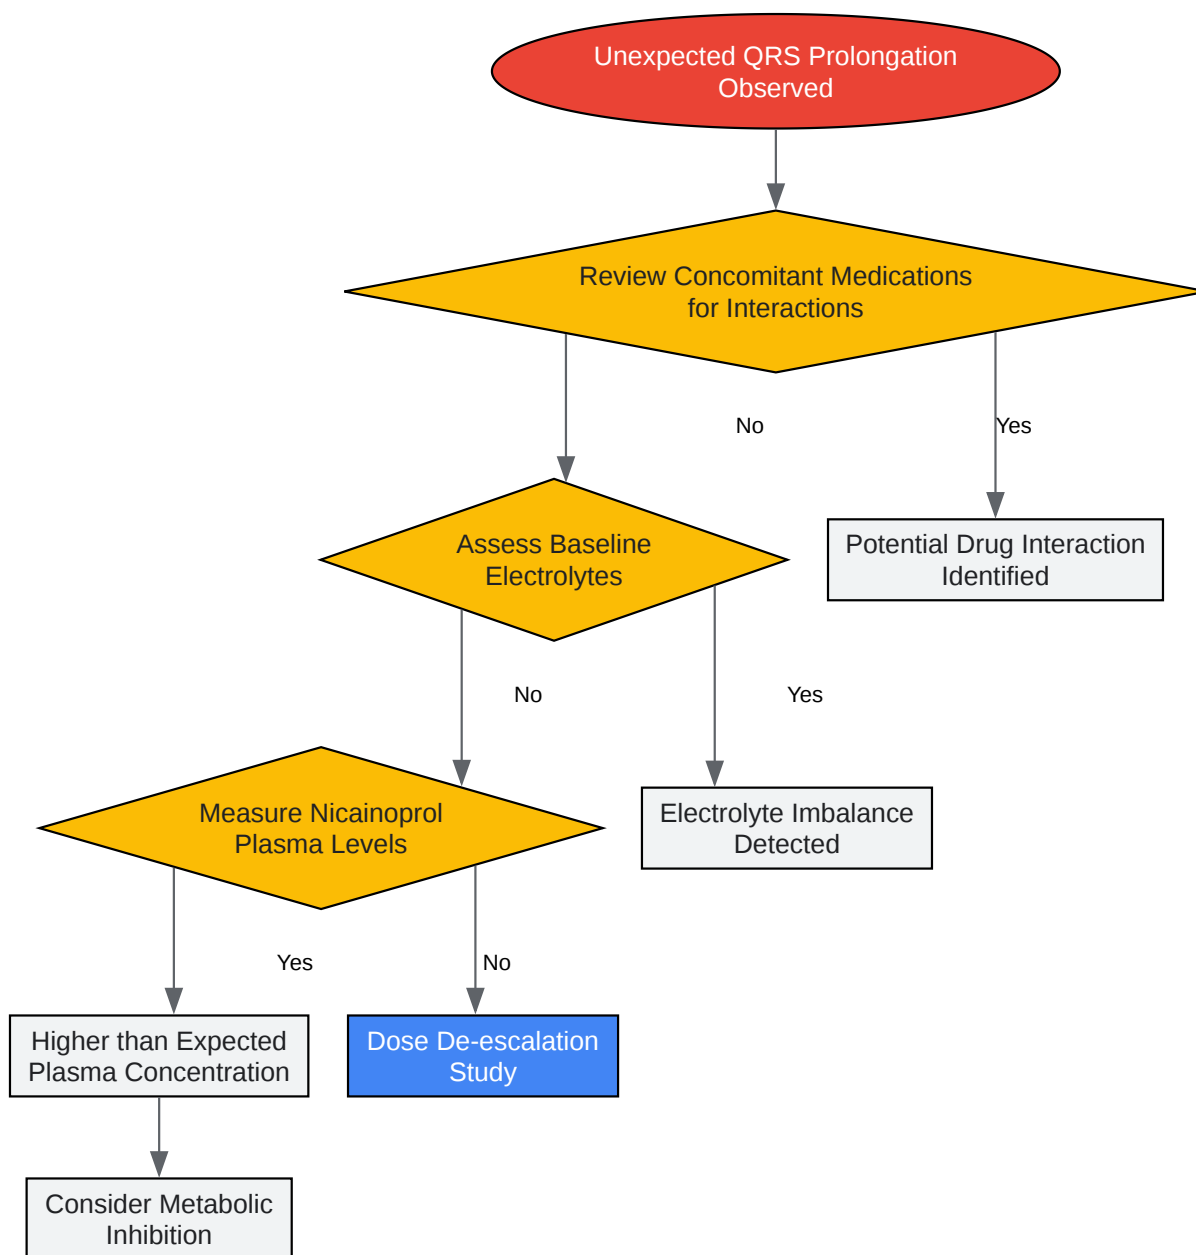 Unexpected QRS Prolongation
Observed
Review Concomitant Medications
for Interactions
No
Yes
Assess Baseline
Electrolytes
Potential Drug Interaction
Identified
No
Yes
Measure Nicainoprol
Plasma Levels
Electrolyte Imbalance
Detected
Yes
No
Higher than Expected
Plasma Concentration
Dose De-escalation
Study
Consider Metabolic
Inhibition